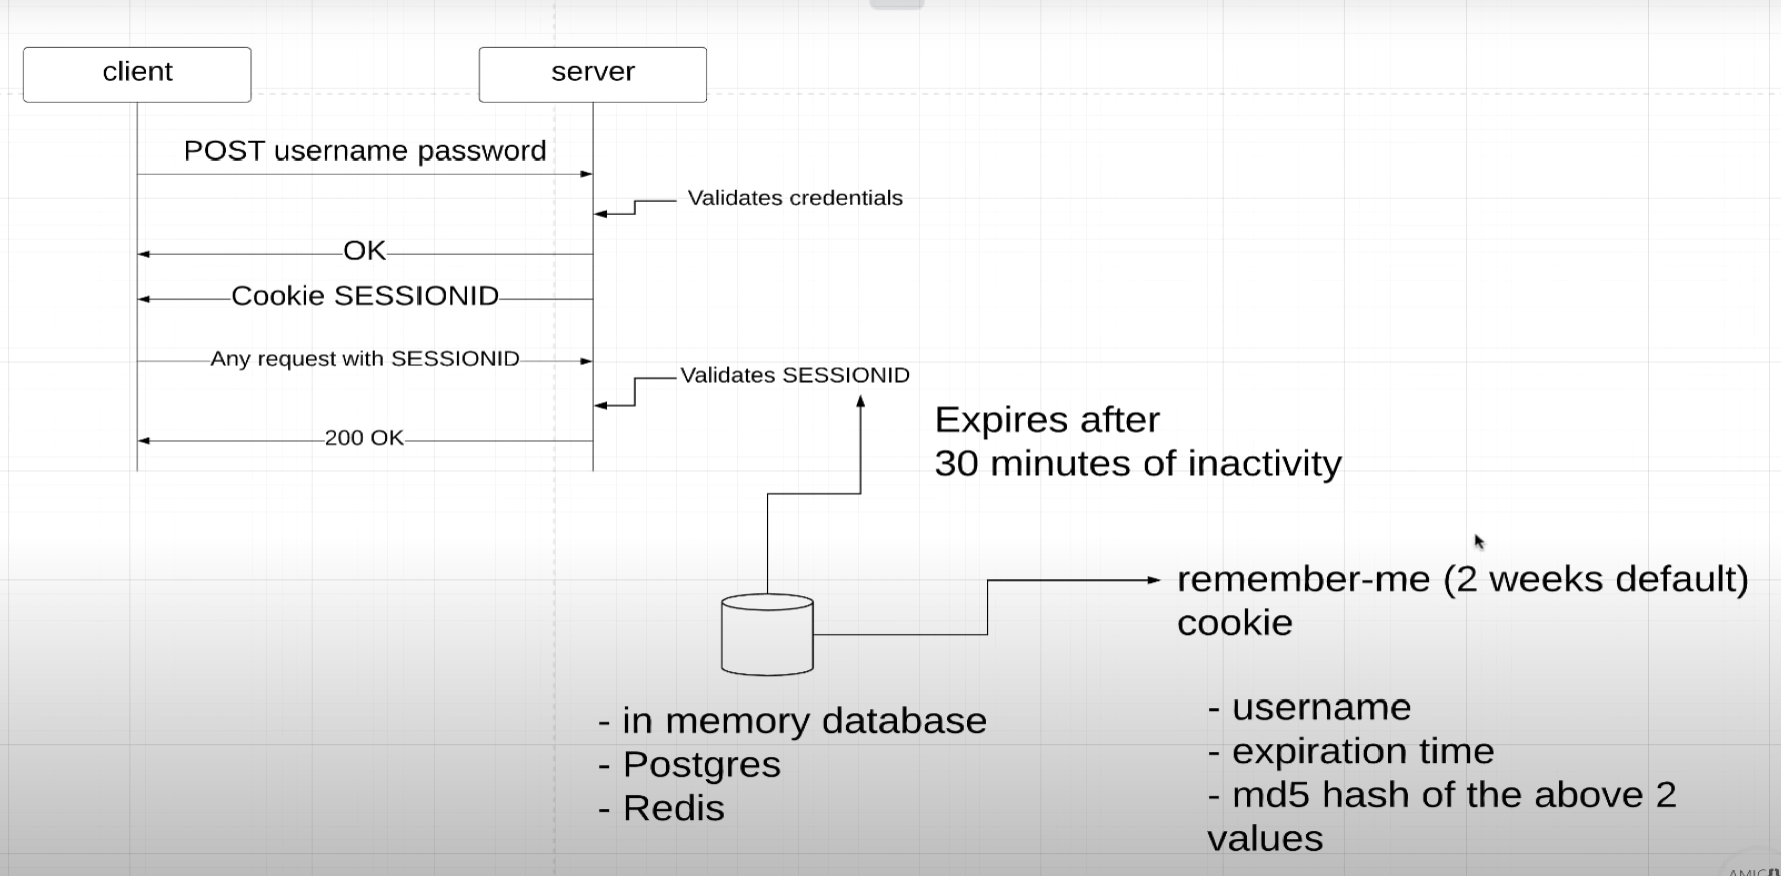 client
server
POST username password
Validates credentials
OK
Cookie SESSIONID
Any request with SESSIONID
Validates SESSIONID
Expires after
30 minutes of inactivity
200 OK
remember-me (2 weeks default)
cookie
- in memory database
- Postgres
- Redis
- username
- expiration time
- md5 hash of the above 2
values